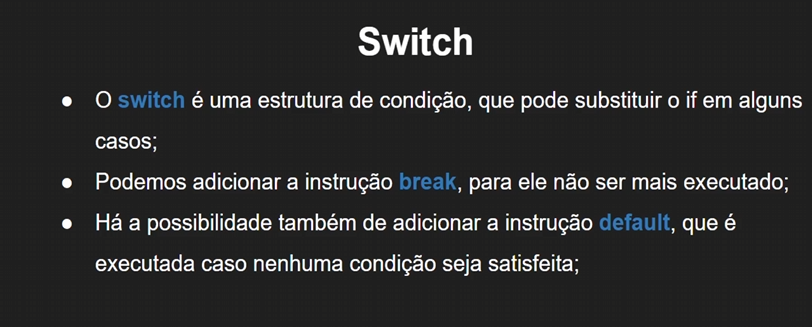 Switch
● O switch é uma estrutura de condição, que pode substituir o if em alguns
casos;
● Podemos adicionar a instrução break, para ele não ser mais executado;
● Há a possibilidade também de adicionar a instrução default, que é
executada caso nenhuma condição seja satisfeita;